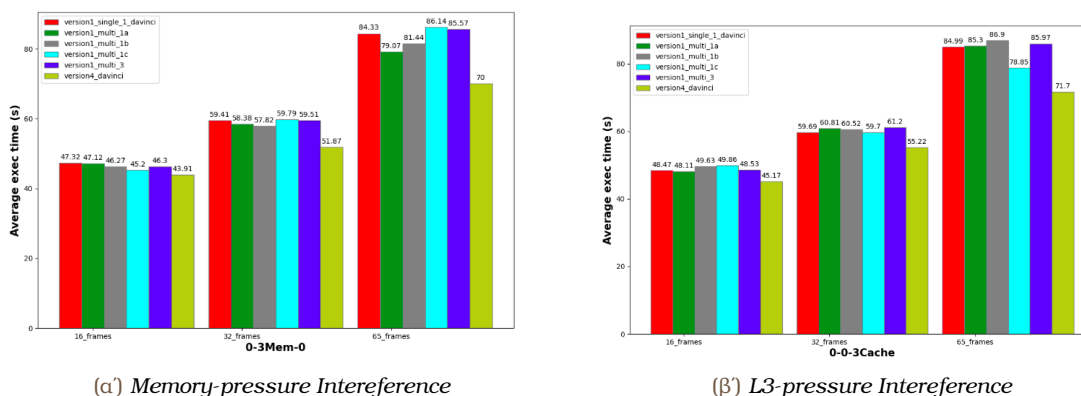 version1_single_1_davinci
version1_multi_1a
version1_multi_1b
version1_multi_1c
version1_multi_3
version4_davinci
Average exec time (s)
80
60
40
20
0
47.32
47.12
46.27
45.2
46.3
43.91
59.41
58.38
57.82
59.79
59.51
51.87
84.33
79.07
81.44
86.14
85.57
70
16_frames
32_frames
65_frames
0-3Mem-0
(α') Memory-pressure Intereference
version1_single_1_davinci
version1_multi_1a
version1_multi_1b
version1_multi_1c
version1_multi_3
version4_davinci
Average exec time (s)
80
60
40
20
0
48.47
48.11
49.63
49.86
48.53
45.17
59.69
60.81
60.52
59.7
61.2
55.22
84.99
85.3
86.9
78.85
85.97
71.7
16_frames
32_frames
65_frames
0-0-3Cache
(β') L3-pressure Intereference